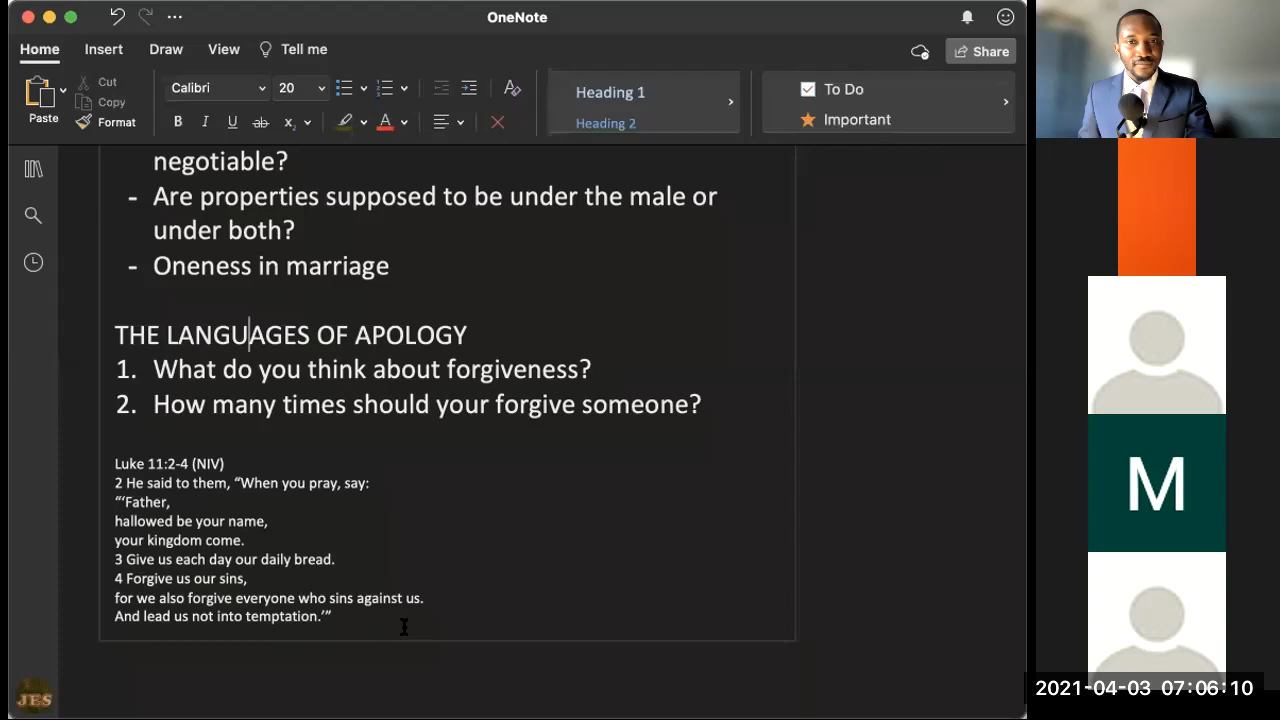 OneNote
Home Insert Draw View Tell me
Share
Paste
Cut
Copy
Format
Calibri 20
B I U ab x
A
Heading 1
Heading 2
To Do
Important
negotiable?
- Are properties supposed to be under the male or
under both?
- Oneness in marriage
THE LANGUAGES OF APOLOGY
1. What do you think about forgiveness?
2. How many times should your forgive someone?
Luke 11:2-4 (NIV)
2 He said to them, “When you pray, say:
“‘Father,
hallowed be your name,
your kingdom come.
3 Give us each day our daily bread.
4 Forgive us our sins,
for we also forgive everyone who sins against us.
And lead us not into temptation.’”
JES
M
2021-04-03 07:06:10